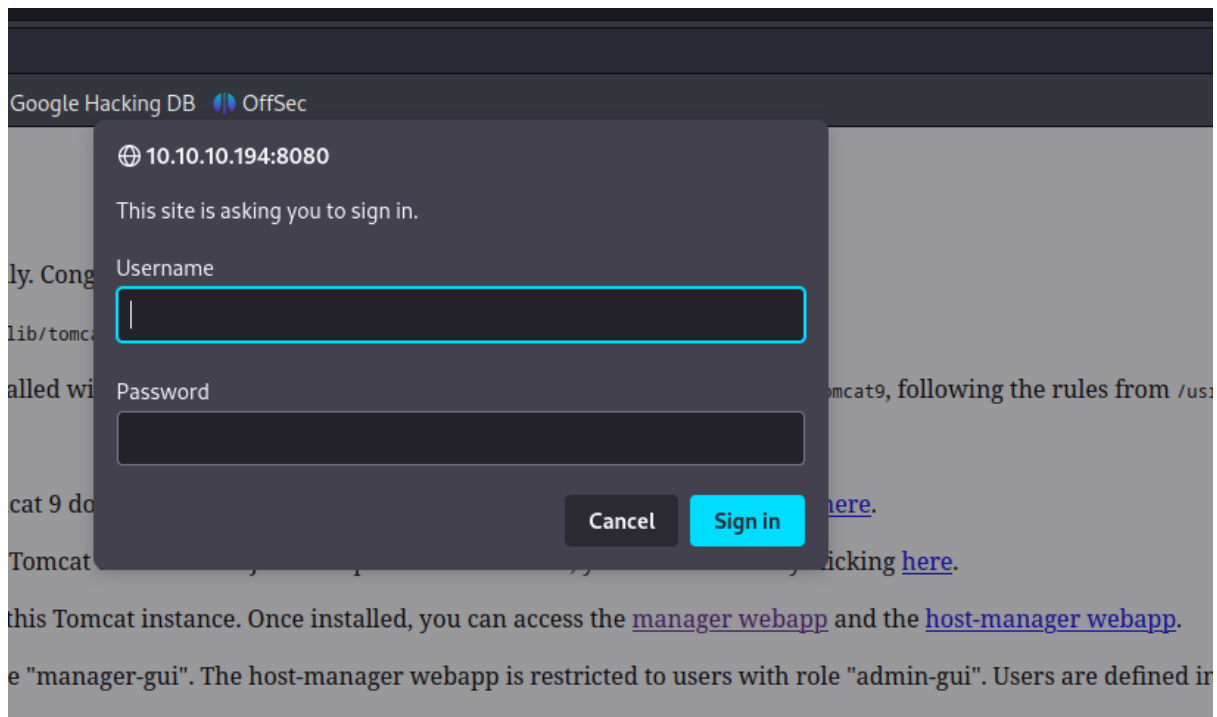 Google Hacking DB OffSec
10.10.10.194:8080
This site is asking you to sign in.
Username
ly. Cong
lib/tomca
Password
alled wi
omcat9, following the rules from /us
cat 9 do
here.
Cancel
Sign in
Tomcat
licking here.
this Tomcat instance. Once installed, you can access the manager webapp and the host-manager webapp.
e "manager-gui". The host-manager webapp is restricted to users with role "admin-gui". Users are defined in